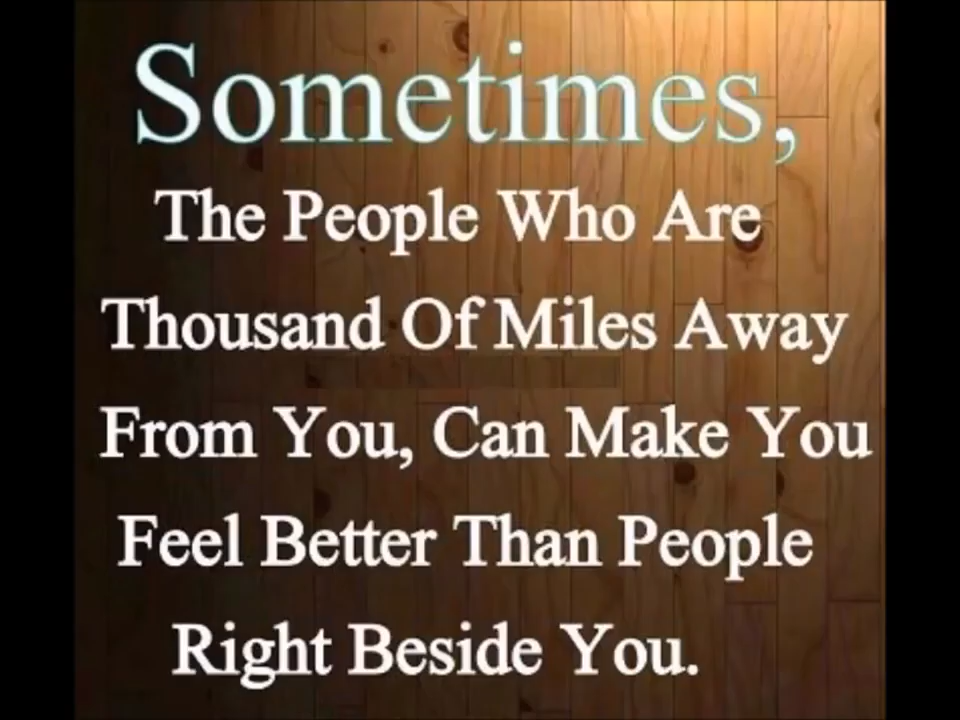 Sometimes,
The People Who Are
Thousand Of Miles Away
From You, Can Make You
Feel Better Than People
Right Beside You.